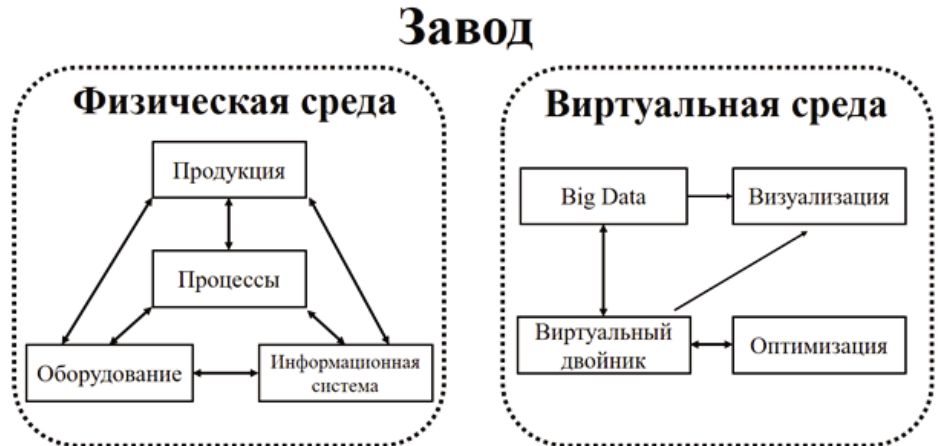 Завод
Физическая среда
Продукция
Процессы
Оборудование
Информационная
система
Виртуальная среда
Big Data
Визуализация
Виртуальный
двойник
Оптимизация